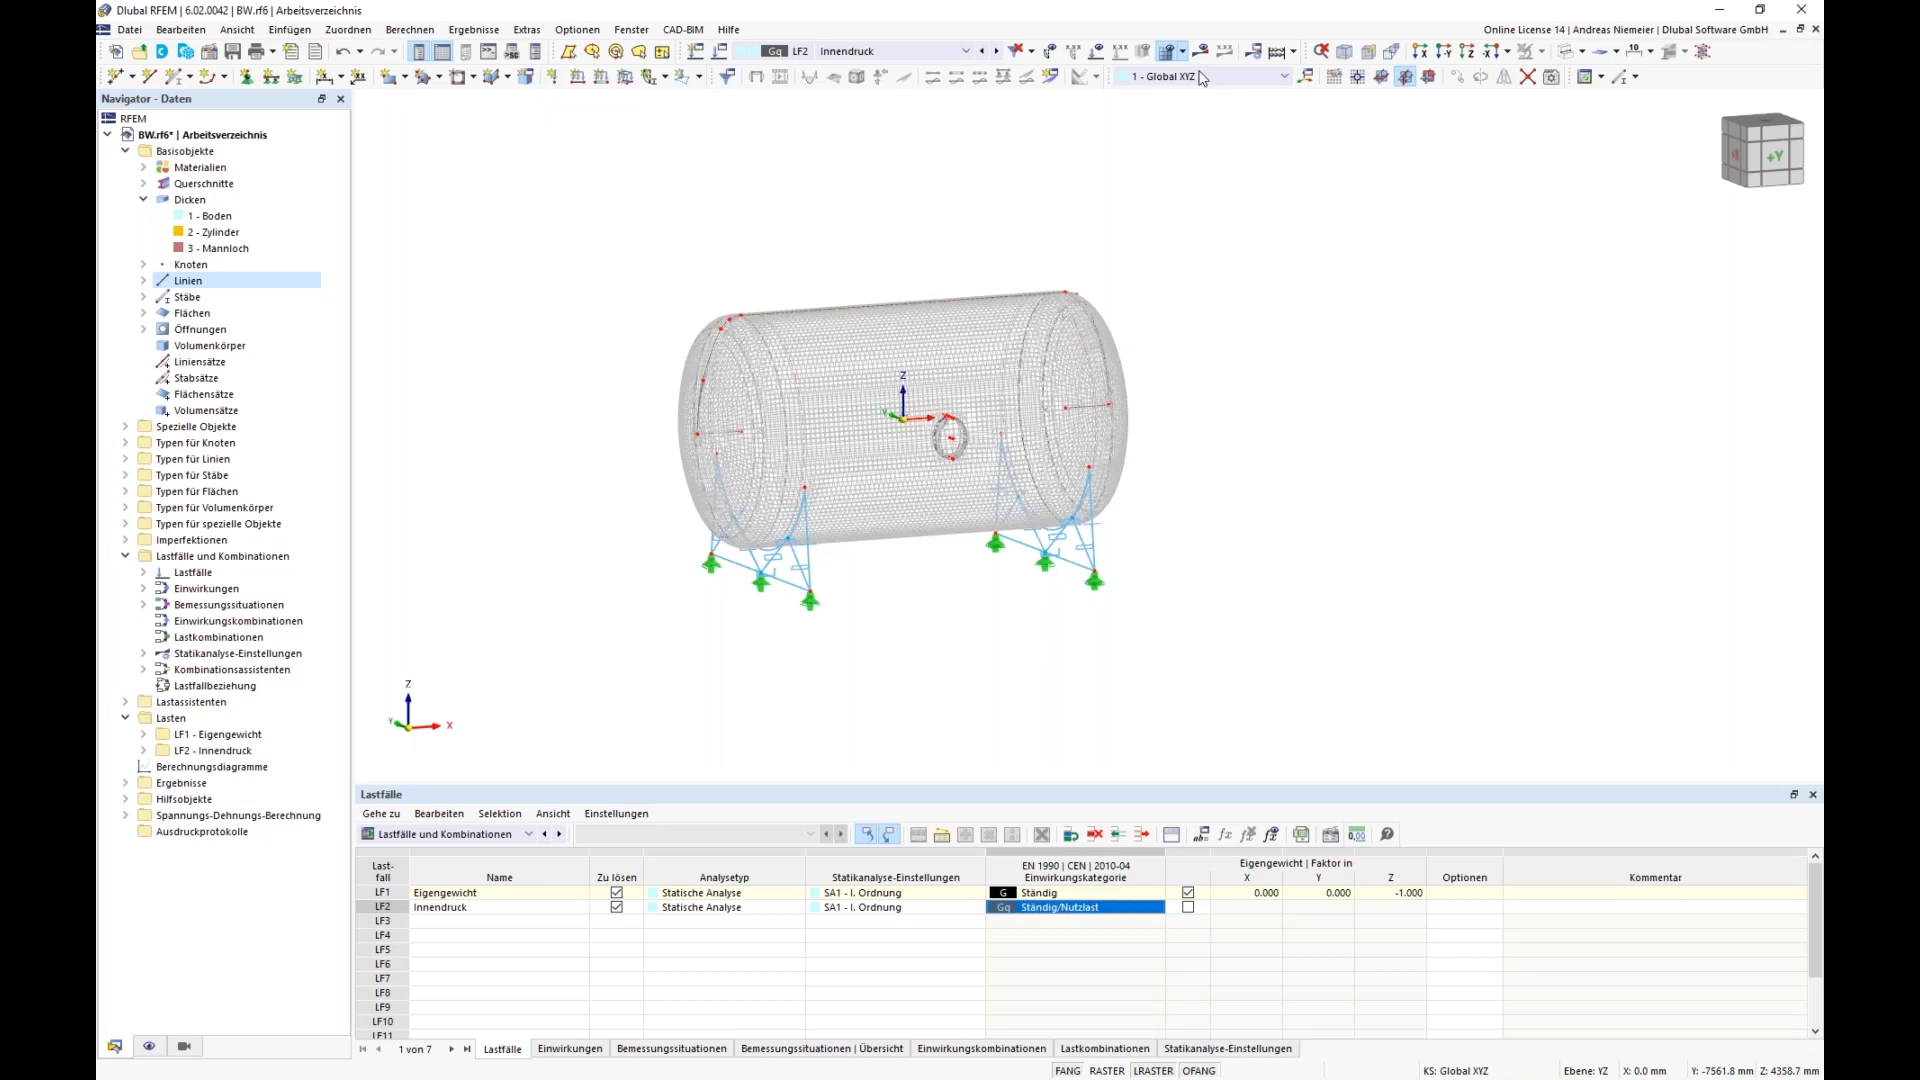 Dlubal RFEM | 6.02.0042 | BW.rf6 | Arbeitsverzeichnis
Datei Bearbeiten Ansicht Einfügen Zuordnen Berechnen Ergebnisse Extras Optionen Fenster CAD-BIM Hilfe
Online License 14 | Andreas Niemeier | Dlubal Software GmbH
Gq LF2 Innendruck
1 - Global XYZ
Navigator - Daten
RFEM
BW.rf6* | Arbeitsverzeichnis
Basisobjekte
Materialien
Querschnitte
Dicken
1 - Boden
2 - Zylinder
3 - Mannloch
Knoten
Linien
Stäbe
Flächen
Öffnungen
Volumenkörper
Liniensätze
Stabsätze
Flächensätze
Volumensätze
Spezielle Objekte
Typen für Knoten
Typen für Linien
Typen für Stäbe
Typen für Flächen
Typen für Volumenkörper
Typen für spezielle Objekte
Imperfektionen
Lastfälle und Kombinationen
Lastfälle
Einwirkungen
Bemessungssituationen
Einwirkungskombinationen
Lastkombinationen
Statikanalyse-Einstellungen
Kombinationsassistenten
Lastfallbeziehung
Lastassistenten
Lasten
LF1 - Eigengewicht
LF2 - Innendruck
Berechnungsdiagramme
Ergebnisse
Hilfsobjekte
Spannungs-Dehnungs-Berechnung
Ausdruckprotokolle
+Y
Z
Y
X
Z
Y
X
Lastfälle
Gehe zu Bearbeiten Selektion Ansicht Einstellungen
Lastfälle und Kombinationen
Last-
fall
Name Zu lösen Analysetyp Statikanalyse-Einstellungen
EN 1990 | CEN | 2010-04
Einwirkungskategorie
Eigengewicht | Faktor in
X Y Z Optionen Kommentar
LF1 Eigengewicht Statische Analyse SA1 - I. Ordnung G Ständig 0.000 0.000 -1.000
LF2 Innendruck Statische Analyse SA1 - I. Ordnung Gq Ständig/Nutzlast
LF3
LF4
LF5
LF6
LF7
LF8
LF9
LF10
LF11
1 von 7 Lastfälle Einwirkungen Bemessungssituationen Bemessungssituationen | Übersicht Einwirkungskombinationen Lastkombinationen Statikanalyse-Einstellungen
FANG RASTER LRASTER OFANG KS: Global XYZ Ebene: YZ X: 0.0 mm Y: -7561.8 mm Z: 4358.7 mm